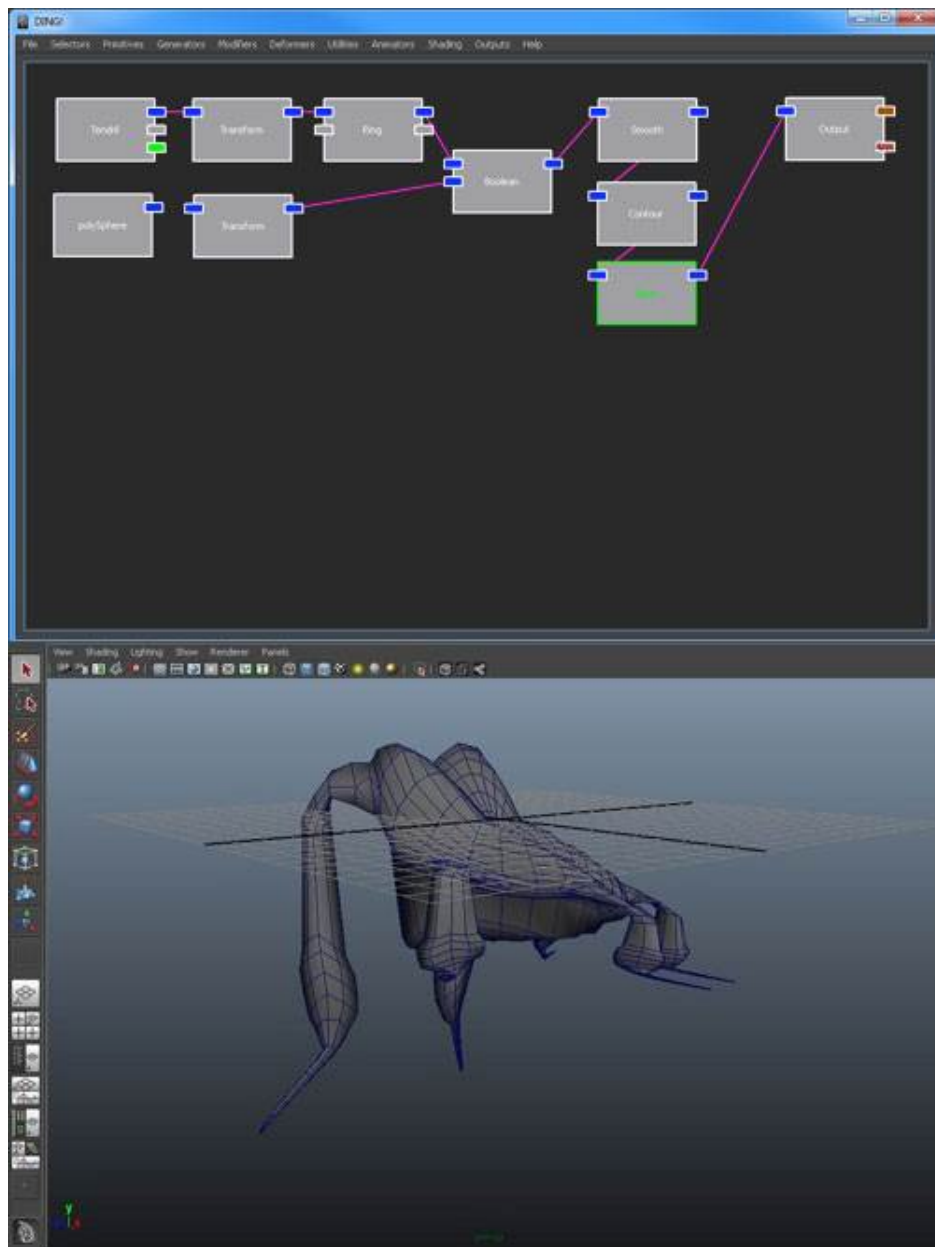 DING!
File Selectors Primitives Generators Modifiers Deformers Utilities Animators Shading Outputs Help
Tendril Transform Ring Smooth Output
Boolean
polySphere Transform Contour
View Shading Lighting Show Renderer Panels
y
persp